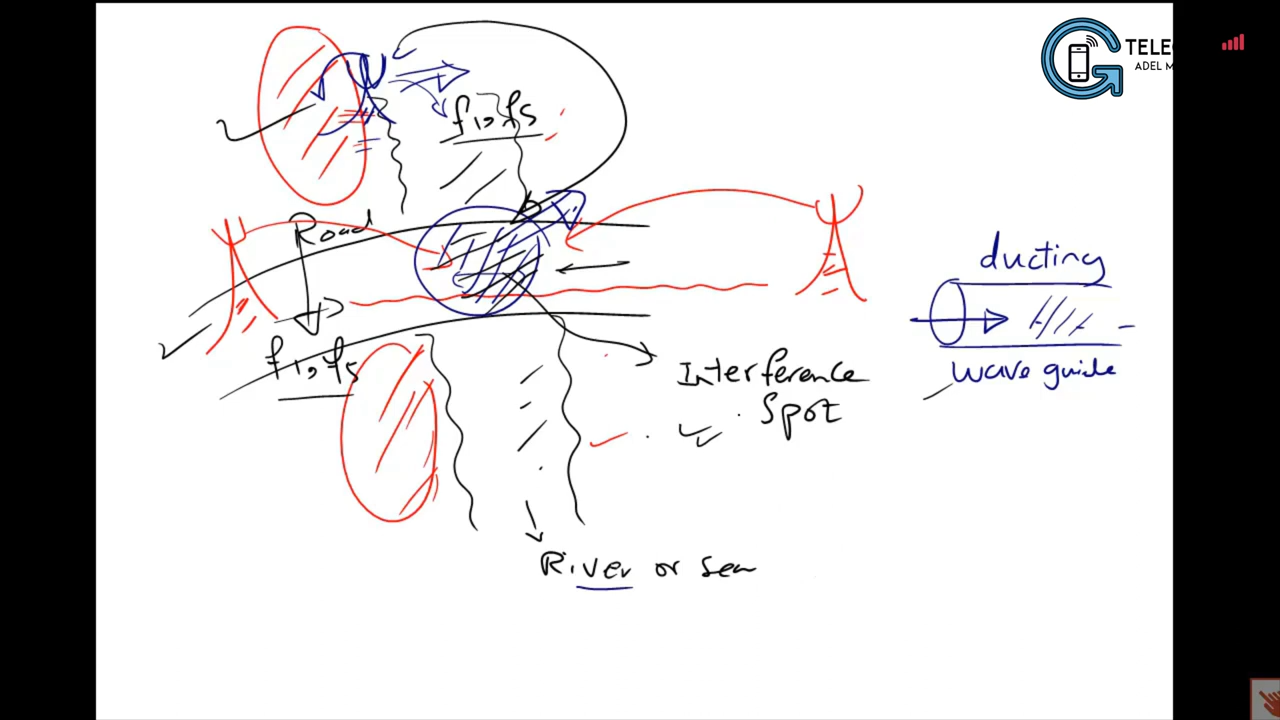 TELE
ADEL M
f1, f5
Road
ducting
f1, f5
wave guide
Interference
Spot
River or sea